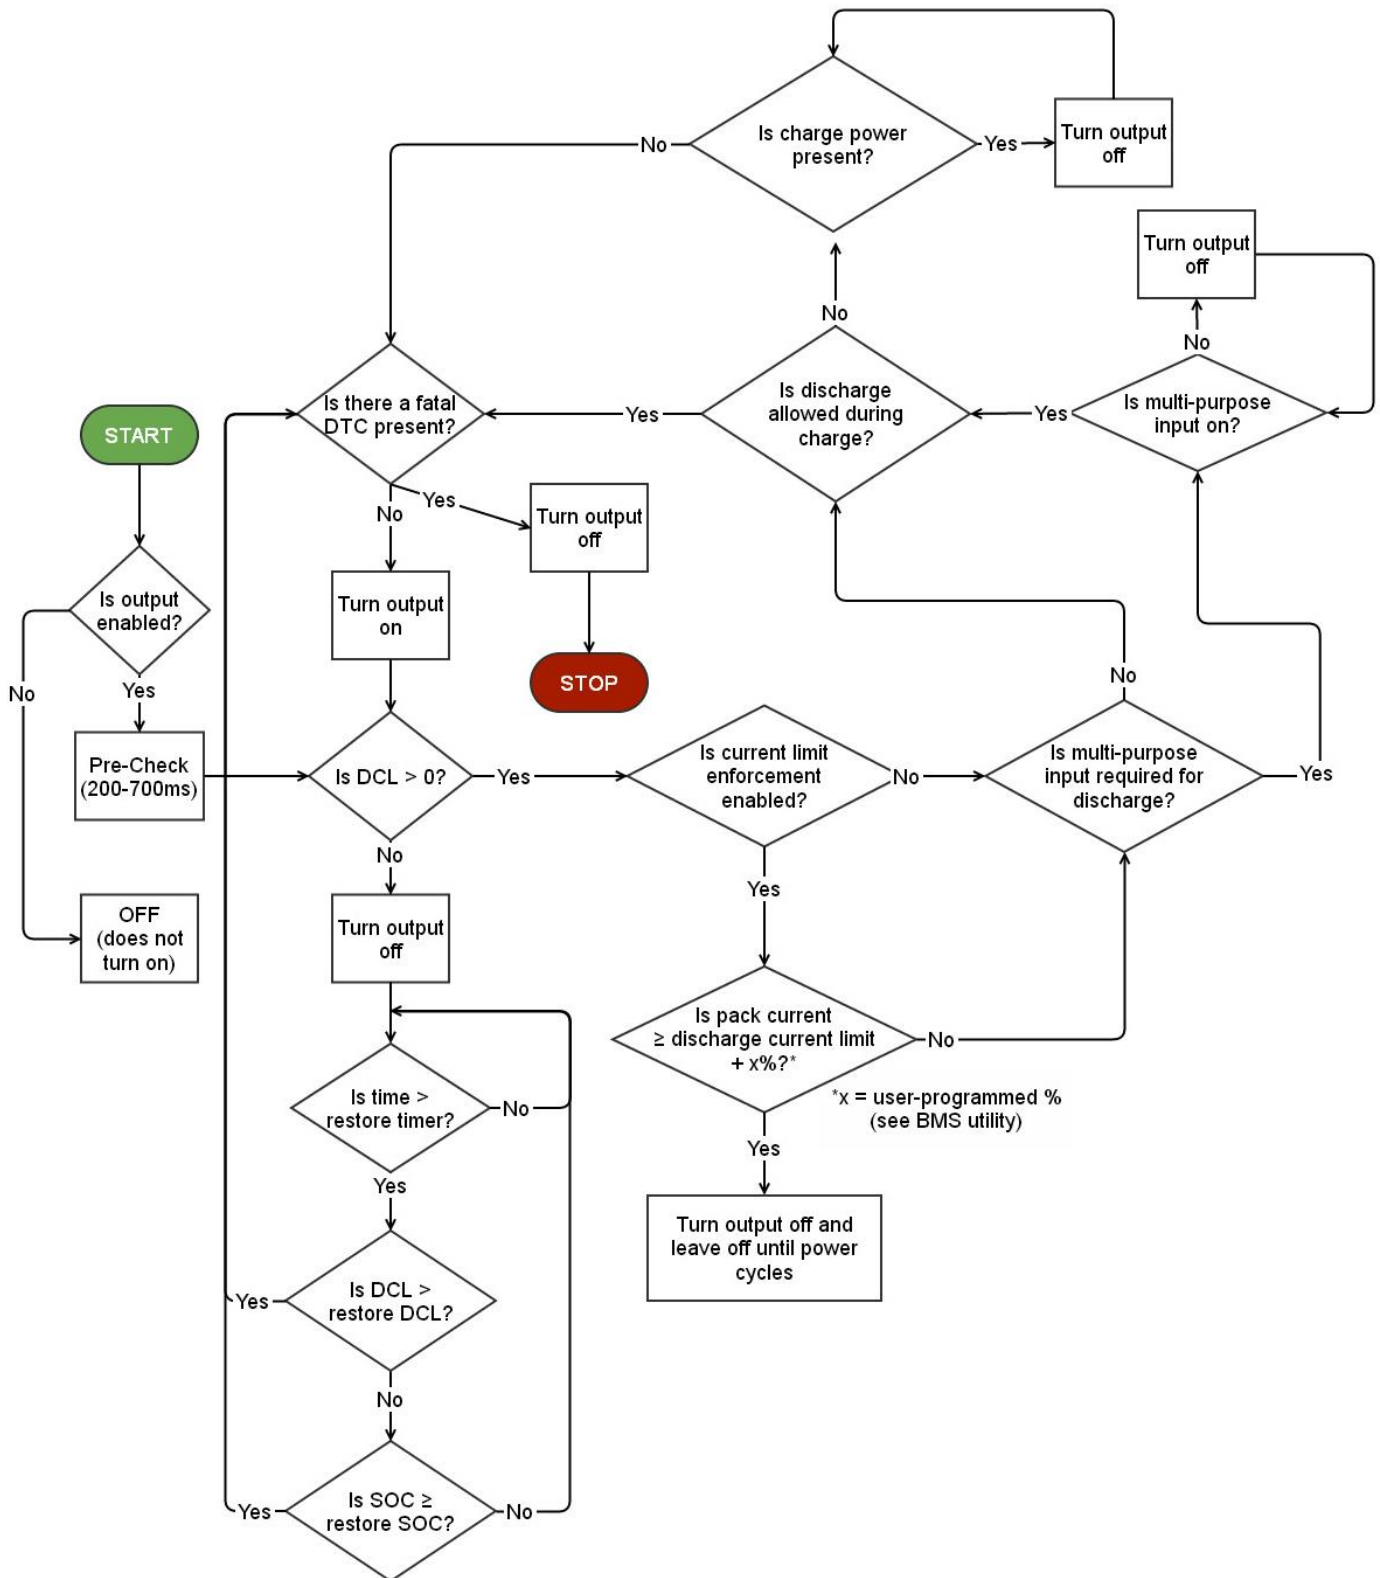 Is charge power
present?
No
Yes
Turn output
off
Turn output
off
No
No
Is discharge
allowed during
charge?
Is multi-purpose
input on?
Yes
Yes
Is there a fatal
DTC present?
START
Yes
No
Turn output
off
Is output
enabled?
Turn output
on
No
Yes
STOP
No
Pre-Check
(200-700ms)
Is DCL > 0?
Yes
Is current limit
enforcement
enabled?
No
Is multi-purpose
input required for
discharge?
Yes
No
Yes
OFF
(does not
turn on)
Turn output
off
Is pack current
≥ discharge current limit
+ x%?*
No
*x = user-programmed %
(see BMS utility)
Is time >
restore timer?
No
Yes
Yes
Turn output off and
leave off until power
cycles
Is DCL >
restore DCL?
Yes
No
Is SOC ≥
restore SOC?
Yes
No